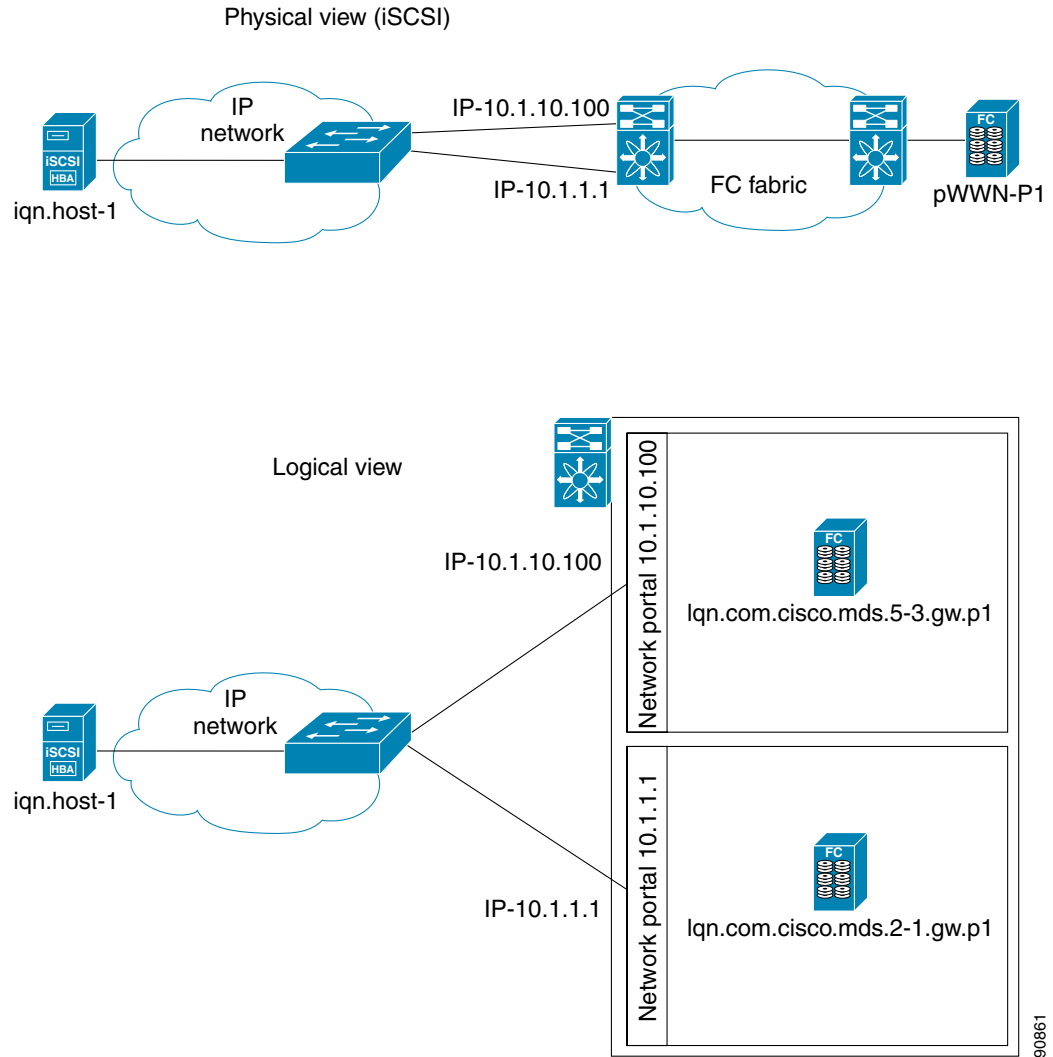 Physical view (iSCSI)
IP
network
IP-10.1.10.100
IP-10.1.1.1
iSCSI
HBA
iqn.host-1
FC fabric
FC
pWWN-P1
Logical view
IP-10.1.10.100
Network portal 10.1.10.100
FC
lqn.com.cisco.mds.5-3.gw.p1
IP
network
iSCSI
HBA
iqn.host-1
IP-10.1.1.1
Network portal 10.1.1.1
FC
lqn.com.cisco.mds.2-1.gw.p1
90861